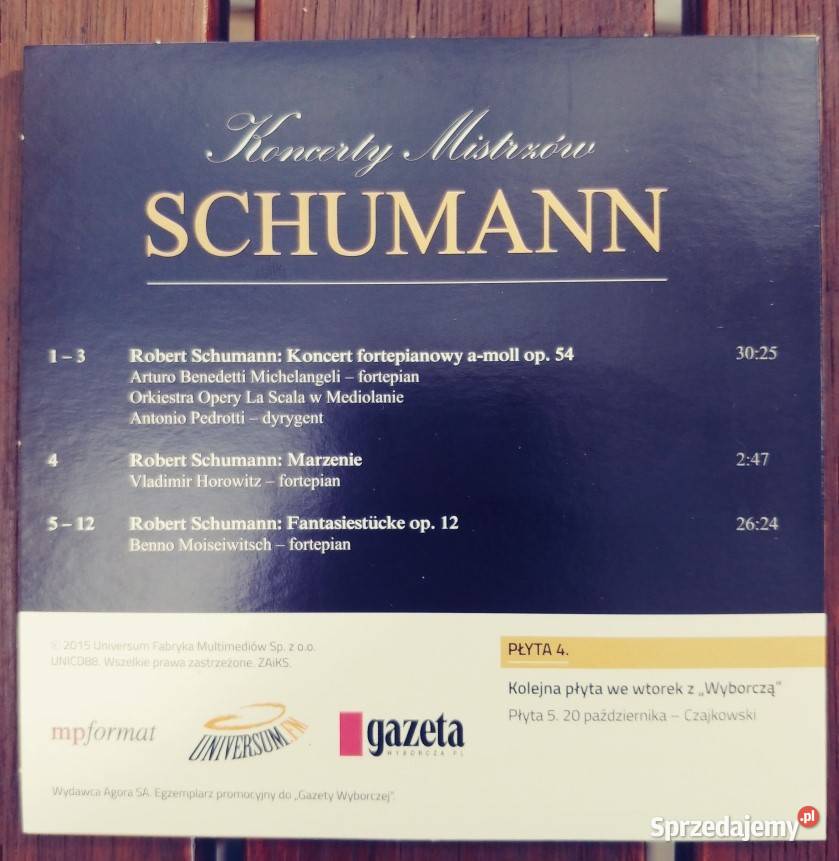 Koncerty Mistrzów
SCHUMANN
1 – 3 Robert Schumann: Koncert fortepianowy a-moll op. 54 30:25
Arturo Benedetti Michelangeli – fortepian
Orkiestra Opery La Scala w Mediolanie
Antonio Pedrotti – dyrygent
4 Robert Schumann: Marzenie 2:47
Vladimir Horowitz – fortepian
5 – 12 Robert Schumann: Fantasiestücke op. 12 26:24
Benno Moiseiwitsch – fortepian
© 2015 Universum Fabryka Multimediów Sp. z o.o.
UNICD88. Wszelkie prawa zastrzeżone. ZAiKS.
PŁYTA 4.
Kolejna płyta we wtorek z „Wyborczą”
Płyta 5. 20 października – Czajkowski
mpformat
UNIVERSUM.FM
gazeta
WYBORCZA.PL
Wydawca Agora SA. Egzemplarz promocyjny do „Gazety Wyborczej”.
Sprzedajemy.pl